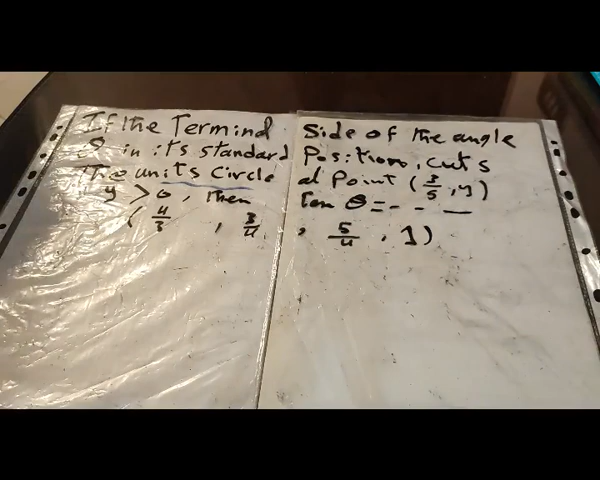 If the Termind Side of the angle
θ in its standard Position, cuts
The units Circle at Point (3/5, y)
y > 0, then Tan θ = - - —
(4/3, 3/4, 5/4, 1)